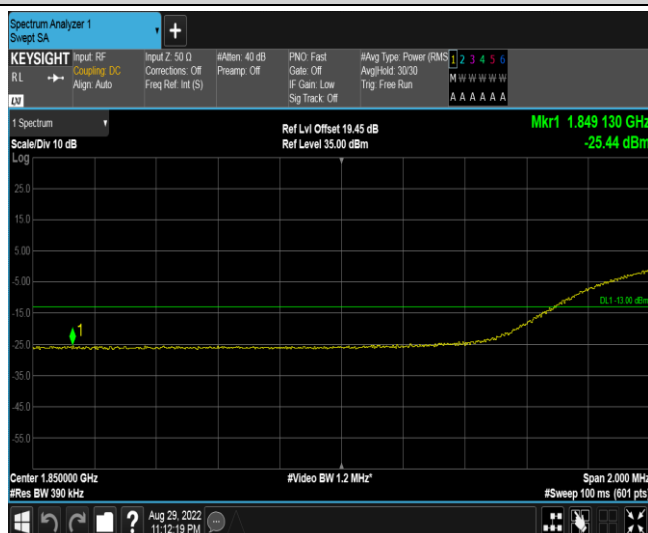 Spectrum Analyzer 1
Swept SA
+
KEYSIGHT Input: RF Input Z: 50 Ω #Atten: 40 dB PNO: Fast #Avg Type: Power (RMS 1 2 3 4 5 6
R L Coupling: DC Corrections: Off Preamp: Off Gate: Off Avg|Hold: 30/30 M W W W W W
Align: Auto Freq Ref: Int (S) IF Gain: Low Trig: Free Run
Sig Track: Off A A A A A A
LXI
1 Spectrum Ref Lvl Offset 19.45 dB Mkr1 1.849 130 GHz
Scale/Div 10 dB Ref Level 35.00 dBm -25.44 dBm
Log
25.0
15.0
5.00
-5.00
DL1 -13.00 dBm
-15.0
1
-25.0
-35.0
-45.0
-55.0
Center 1.850000 GHz #Video BW 1.2 MHz* Span 2.000 MHz
#Res BW 390 kHz #Sweep 100 ms (601 pts)
? Aug 29, 2022
11:12:19 PM